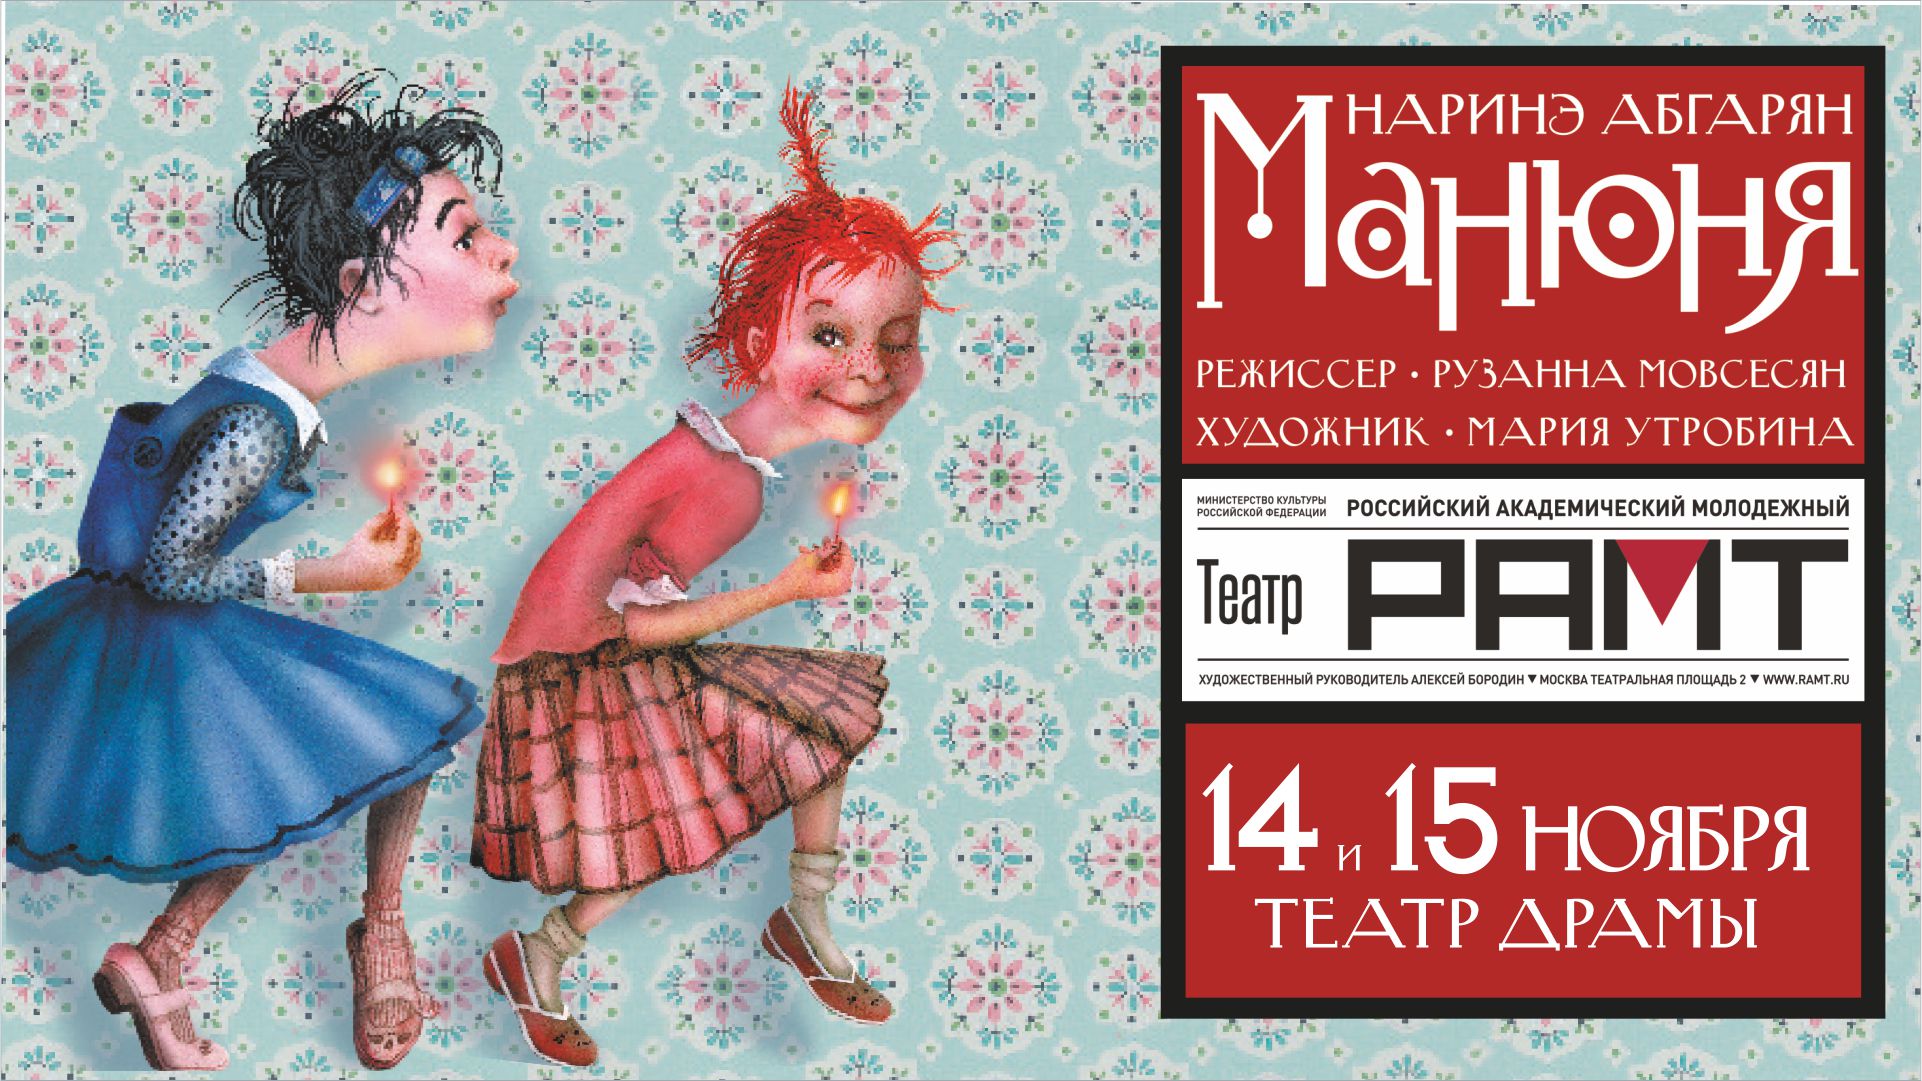 НАРИНЭ АБГАРЯН
Манюня
РЕЖИССЕР • РУЗАННА МОВСЕСЯН
ХУДОЖНИК • МАРИЯ УТРОБИНА
МИНИСТЕРСТВО КУЛЬТУРЫ
РОССИЙСКОЙ ФЕДЕРАЦИИ
РОССИЙСКИЙ АКАДЕМИЧЕСКИЙ МОЛОДЕЖНЫЙ
Театр РАМТ
ХУДОЖЕСТВЕННЫЙ РУКОВОДИТЕЛЬ АЛЕКСЕЙ БОРОДИН ▼ МОСКВА ТЕАТРАЛЬНАЯ ПЛОЩАДЬ 2 ▼ WWW.RAMT.RU
14 и 15 НОЯБРЯ
ТЕАТР ДРАМЫ